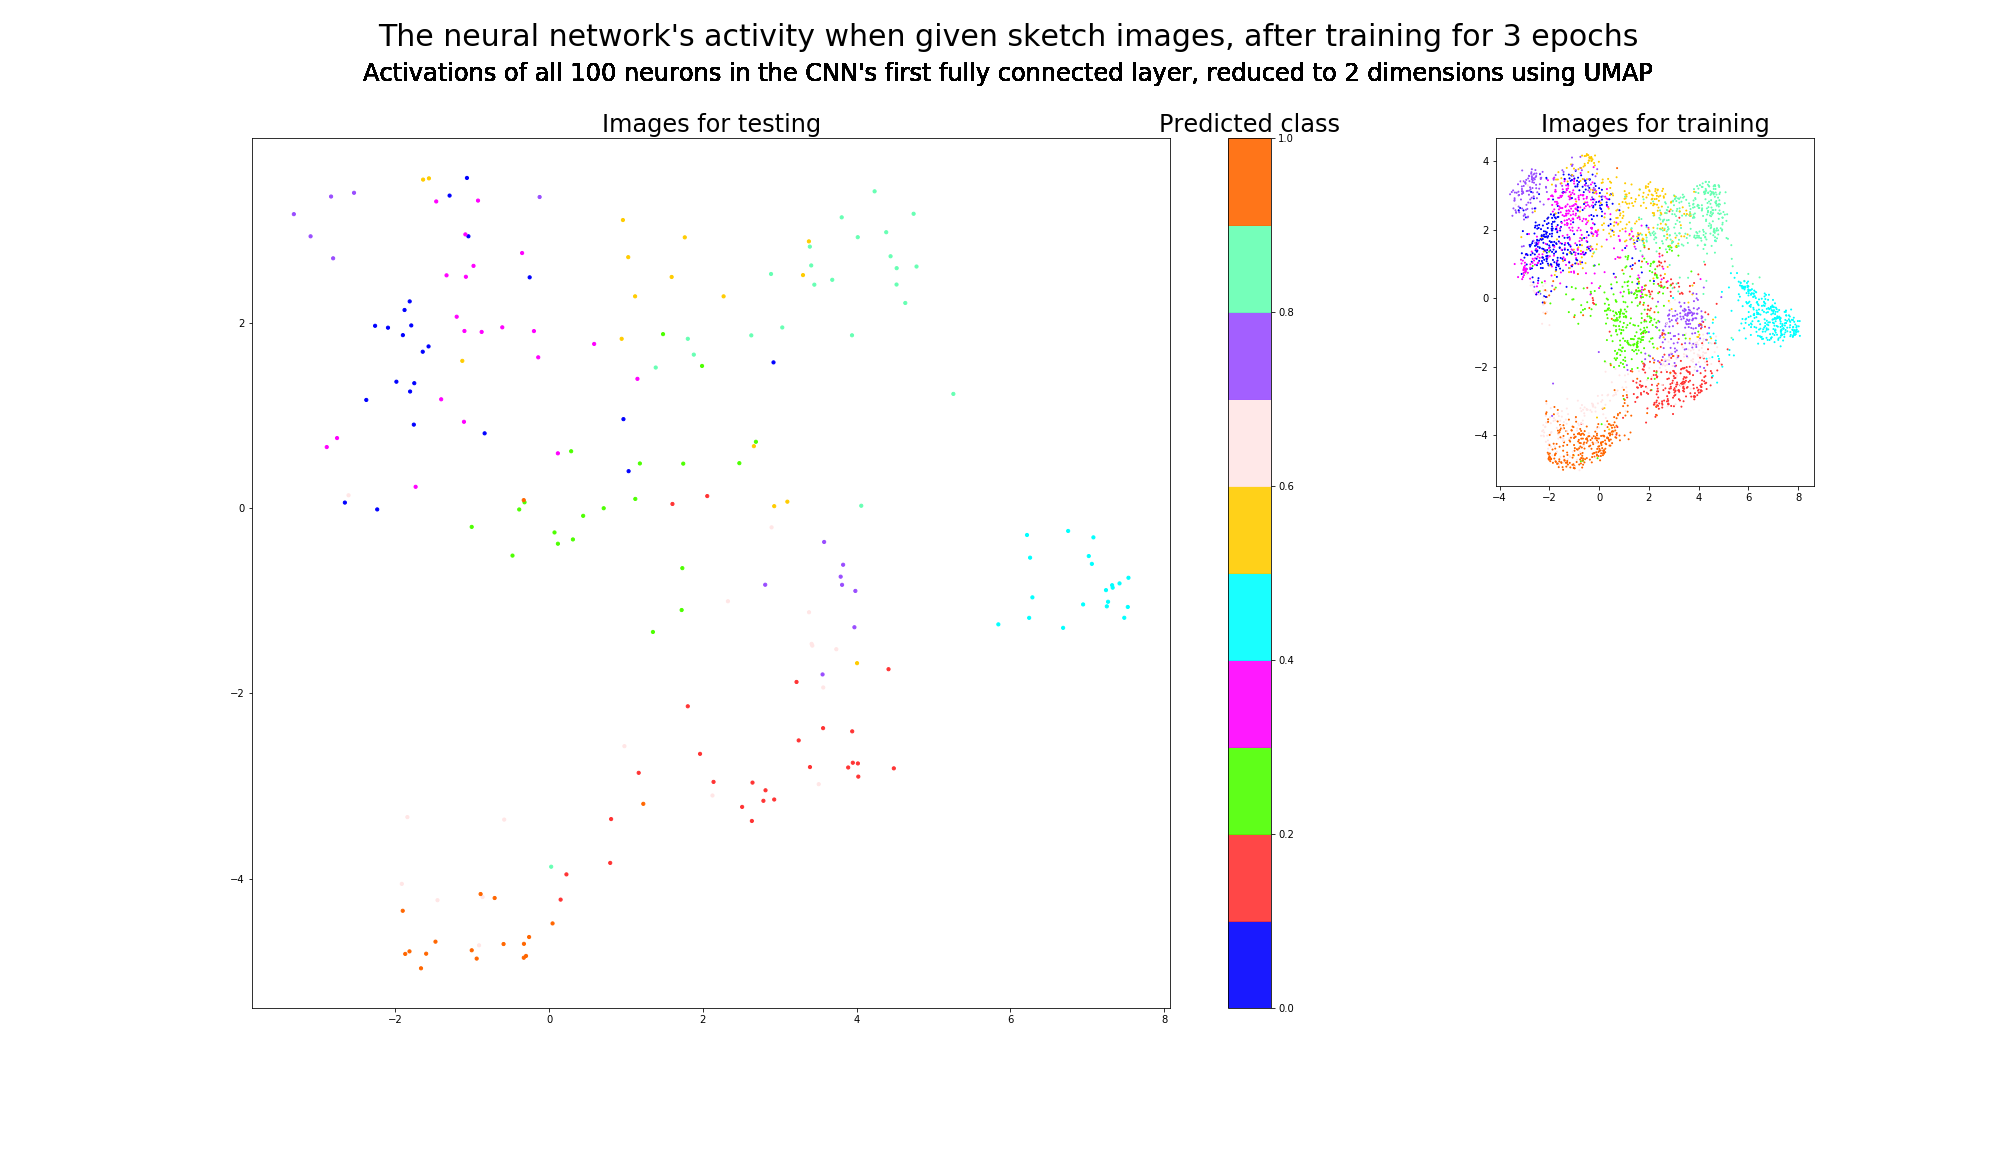 The neural network's activity when given sketch images, after training for 3 epochs
Activations of all 100 neurons in the CNN's first fully connected layer, reduced to 2 dimensions using UMAP
Images for testing
Predicted class
Images for training
2
0
−2
−4
−2 0 2 4 6 8
1.0
0.8
0.6
0.4
0.2
0.0
4
2
0
−2
−4
−4 −2 0 2 4 6 8